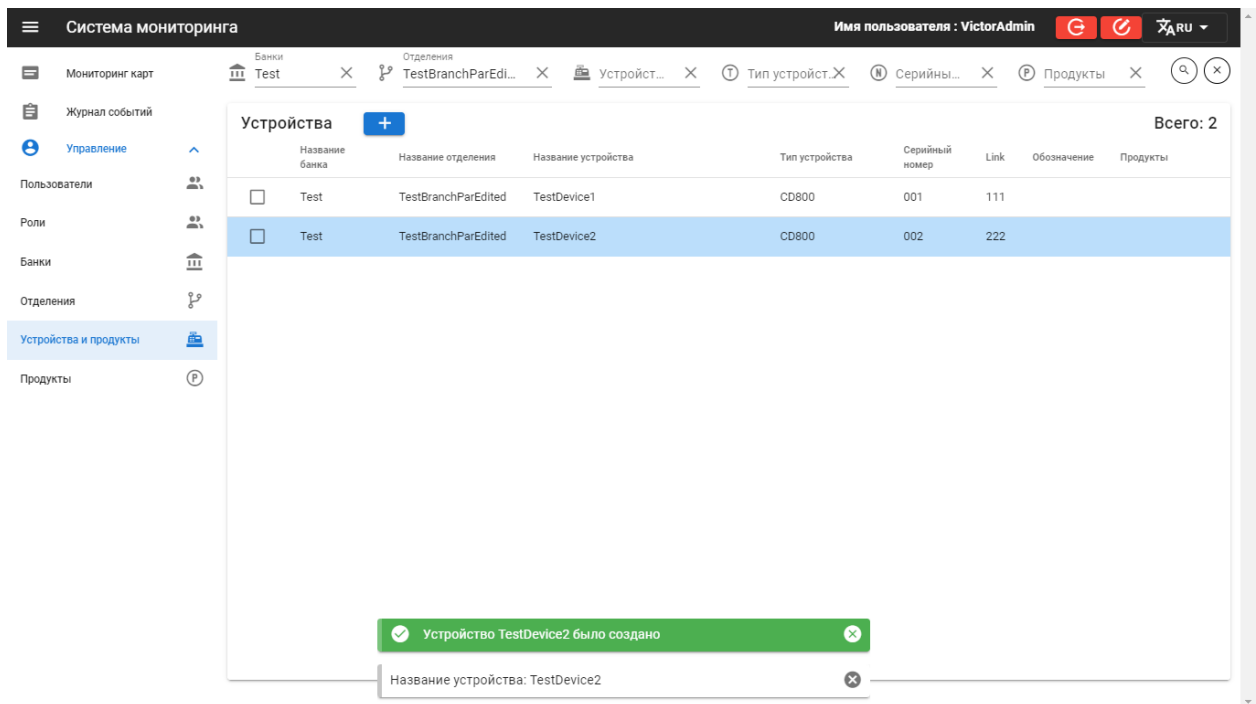 Система мониторинга
Имя пользователя : VictorAdmin
RU
Мониторинг карт
Журнал событий
Управление
Пользователи
Роли
Банки
Отделения
Устройства и продукты
Продукты
Банки
Test
Отделения
TestBranchParEdi...
Устройст...
Тип устройст.
Серийны...
Продукты
Устройства
+
Всего: 2
Название банка
Название отделения
Название устройства
Тип устройства
Серийный номер
Link
Обозначение
Продукты
Test TestBranchParEdited TestDevice1 CD800 001 111
Test TestBranchParEdited TestDevice2 CD800 002 222
Устройство TestDevice2 было создано
Название устройства: TestDevice2